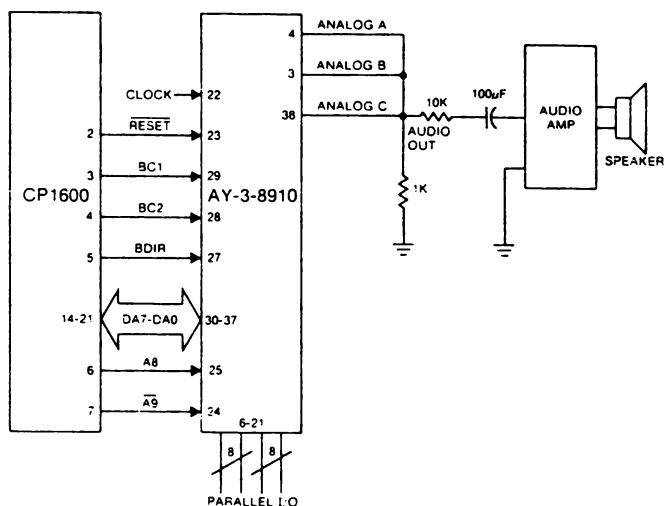 4 ANALOG A
3 ANALOG B
38 ANALOG C
CLOCK 22
2 RESET 23
3 BC1 29
CP1600 AY-3-8910
4 BC2 28
5 BDIR 27
14-21 DA7-DA0 30-37
6 A8 25
7 A9 24
6-21
8 8
PARALLEL I/O
10K 100µF
AUDIO OUT
1K
AUDIO AMP
SPEAKER